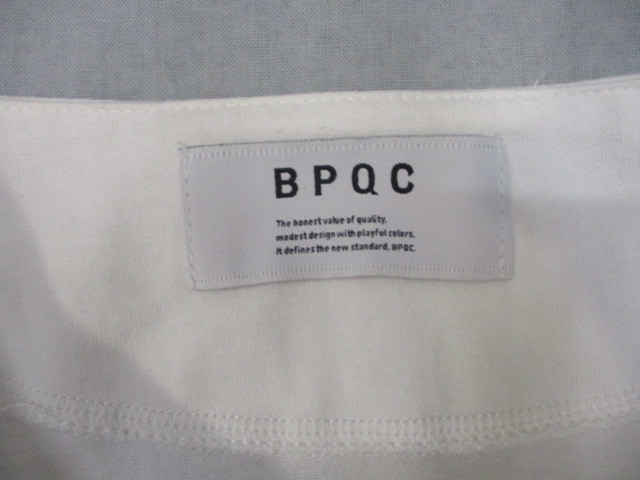 BPQC
The honest value of quality,
modest design with playful colors.
It defines the new standard, BPQC.